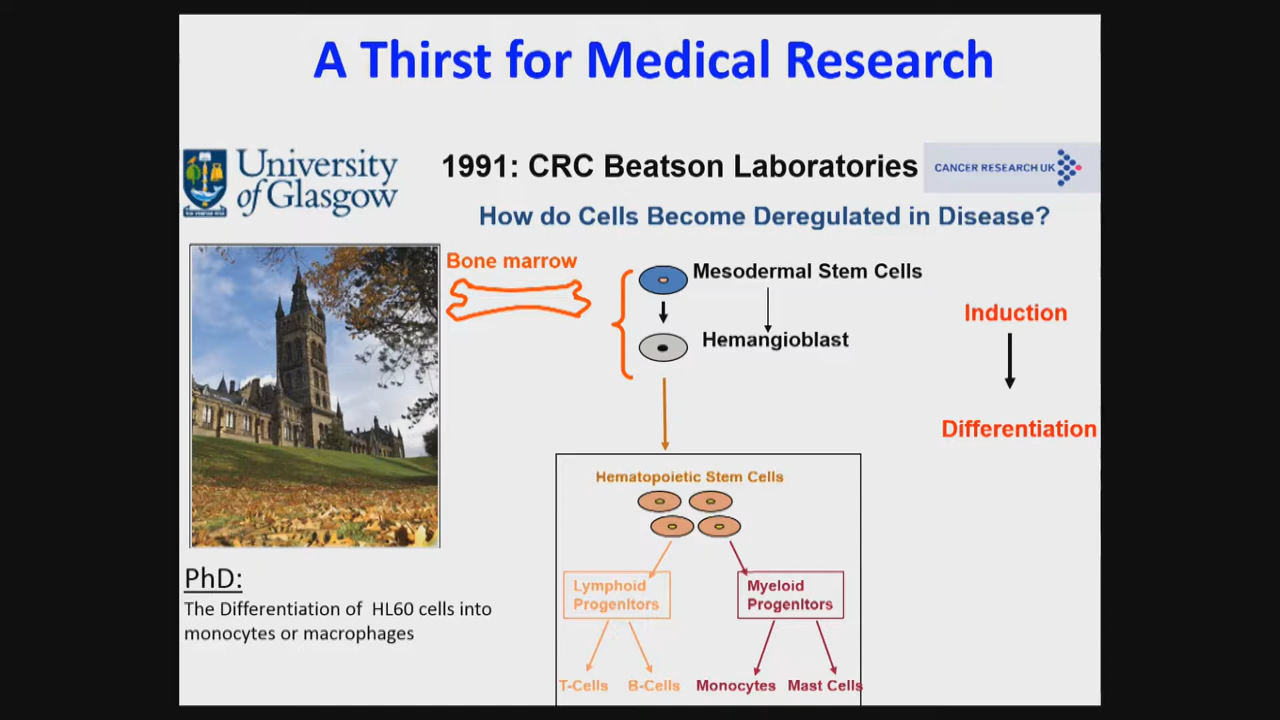 A Thirst for Medical Research
University
of Glasgow
1991: CRC Beatson Laboratories
CANCER RESEARCH UK
How do Cells Become Deregulated in Disease?
Bone marrow
Mesodermal Stem Cells
Hemangioblast
Induction
Differentiation
Hematopoietic Stem Cells
Lymphoid
Progenitors
Myeloid
Progenitors
T-Cells
B-Cells
Monocytes
Mast Cells
PhD:
The Differentiation of HL60 cells into
monocytes or macrophages